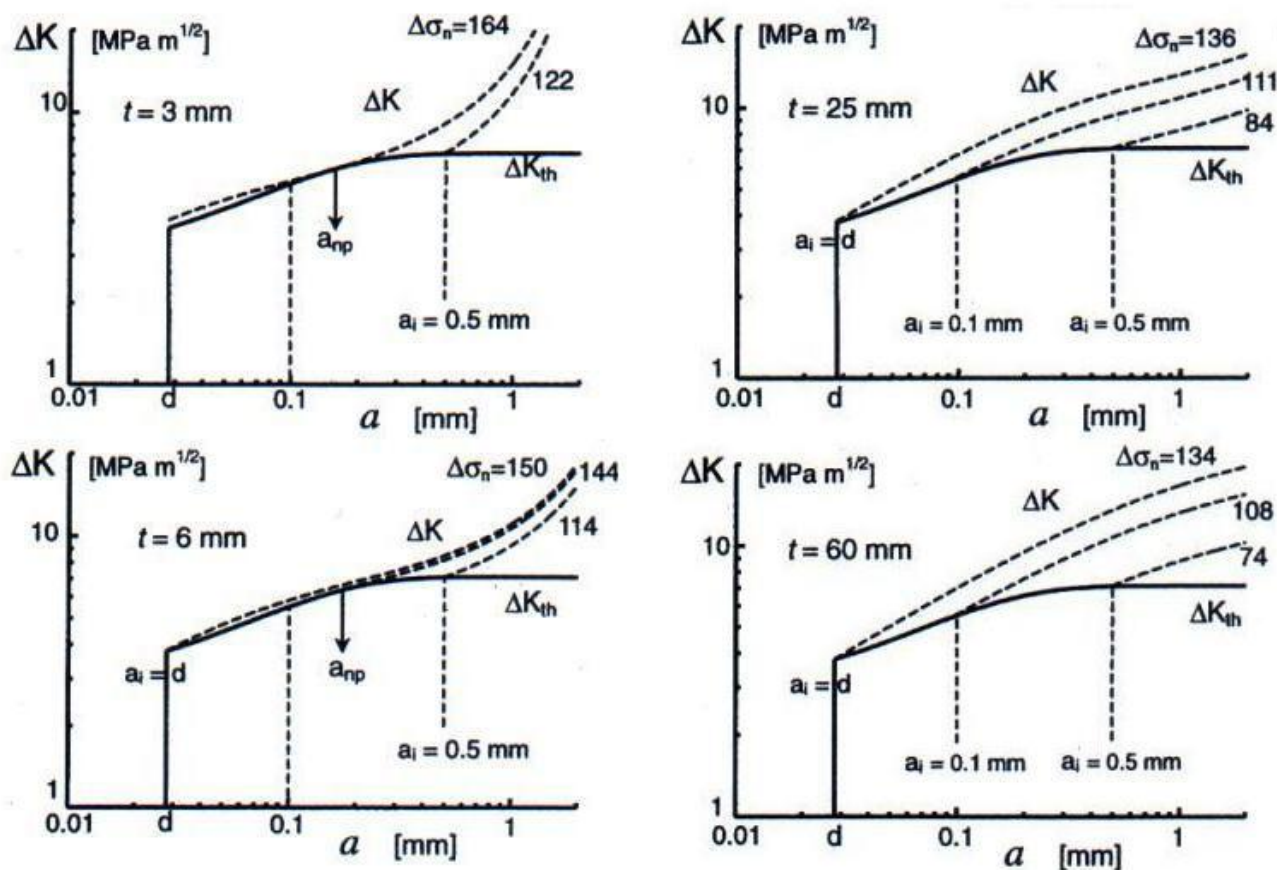 ΔK [MPa m¹/²]
Δσₙ=164
122
10
t = 3 mm
ΔK
ΔKₜₕ
aₙₚ
aᵢ = 0.5 mm
1
0.01 d 0.1 1
a [mm]
ΔK [MPa m¹/²]
Δσₙ=136
111
84
10
t = 25 mm
ΔK
ΔKₜₕ
aᵢ = d
aᵢ = 0.1 mm
aᵢ = 0.5 mm
1
0.01 d 0.1 1
a [mm]
ΔK [MPa m¹/²]
Δσₙ=150
144
114
10
t = 6 mm
ΔK
ΔKₜₕ
aᵢ = d
aₙₚ
aᵢ = 0.5 mm
1
0.01 d 0.1 1
a [mm]
ΔK [MPa m¹/²]
Δσₙ=134
108
74
10
t = 60 mm
ΔK
ΔKₜₕ
aᵢ = d
aᵢ = 0.1 mm
aᵢ = 0.5 mm
1
0.01 d 0.1 1
a [mm]